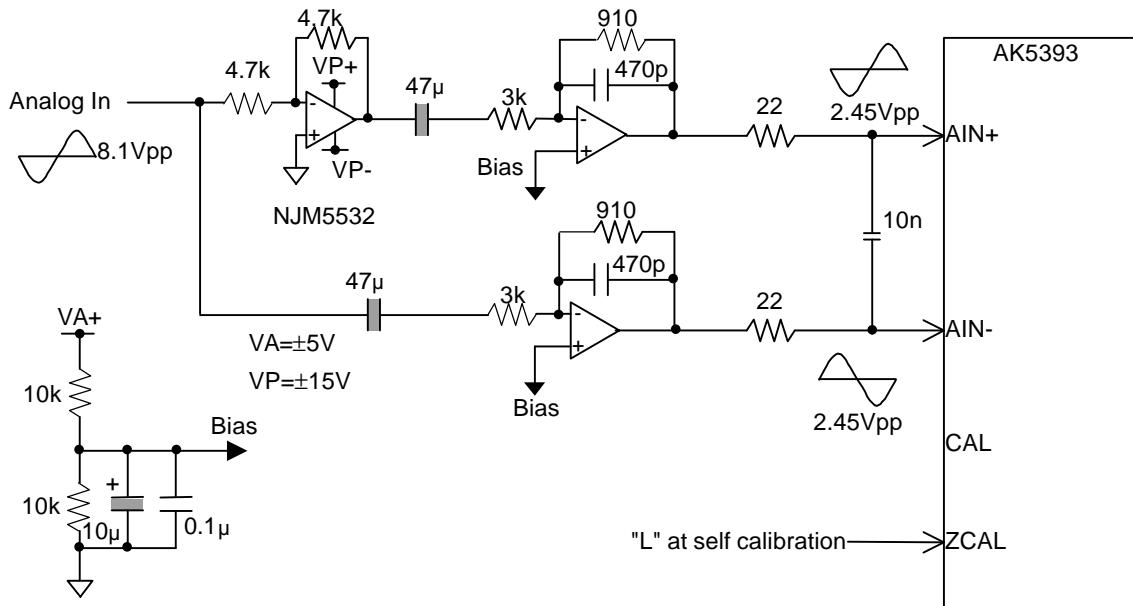 4.7k
910
AK5393
VP+
470p
4.7k
47µ
3k
22
2.45Vpp
Analog In
-
-
AIN+
+
+
8.1Vpp
VP-
Bias
NJM5532
910
10n
47µ
470p
3k
22
VA+
-
AIN-
VA=±5V
+
10k
VP=±15V
Bias
Bias
2.45Vpp
CAL
+
10k
10µ
0.1µ
"L" at self calibration
ZCAL